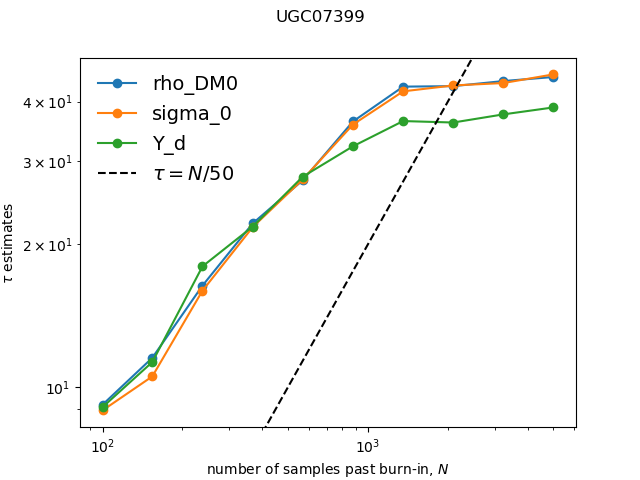 UGC07399
rho_DM0
sigma_0
Y_d
τ = N/50
4 × 10¹
3 × 10¹
2 × 10¹
10¹
τ estimates
10² 10³
number of samples past burn-in, N